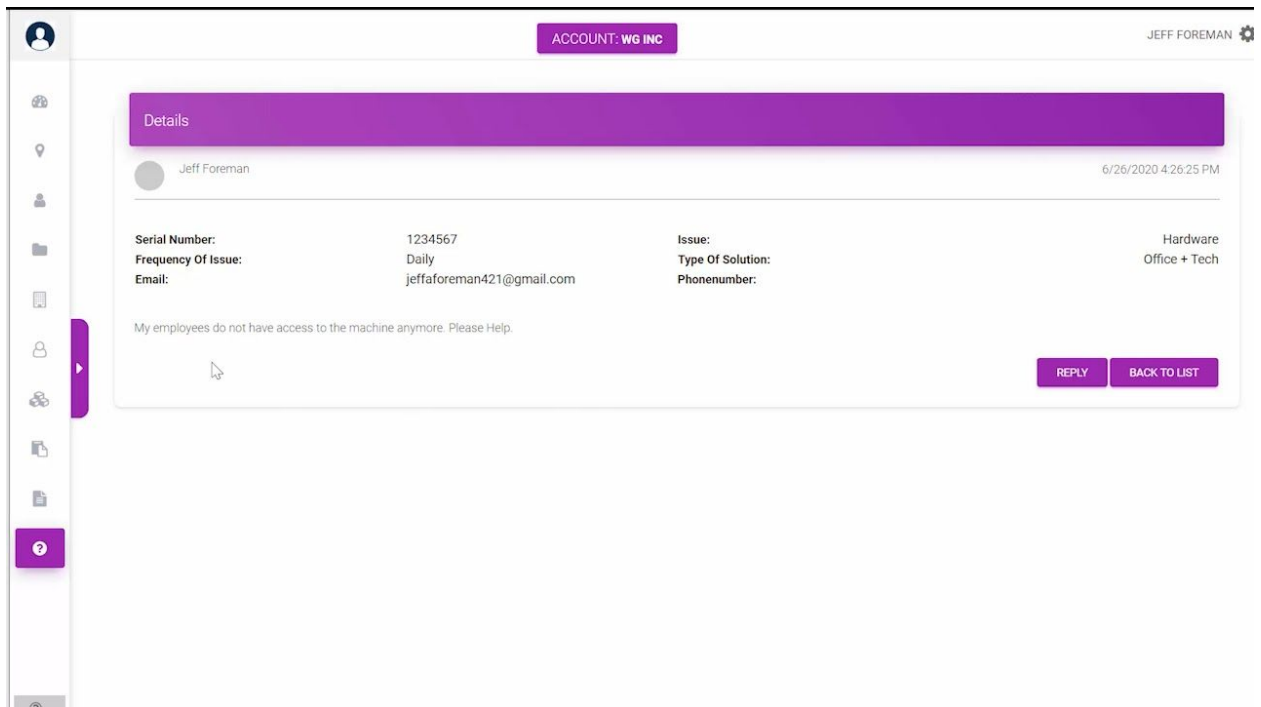 ACCOUNT: WG INC
JEFF FOREMAN
Details
Jeff Foreman
6/26/2020 4:26:25 PM
Serial Number: 1234567 Issue: Hardware
Frequency Of Issue: Daily Type Of Solution: Office + Tech
Email: jeffaforeman421@gmail.com Phonenumber:
My employees do not have access to the machine anymore. Please Help.
REPLY BACK TO LIST